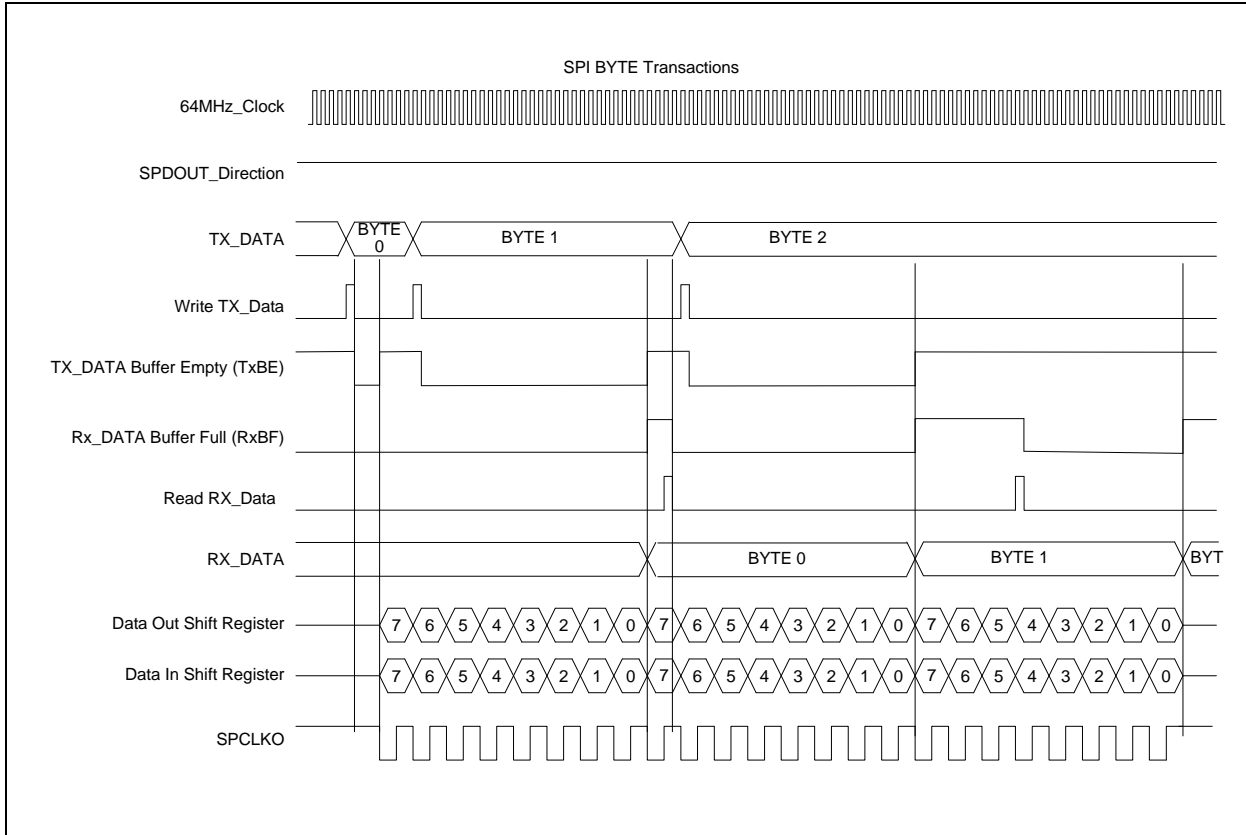 SPI BYTE Transactions
64MHz_Clock
SPDOUT_Direction
TX_DATA BYTE 0 BYTE 1 BYTE 2
Write TX_Data
TX_DATA Buffer Empty (TxBE)
Rx_DATA Buffer Full (RxBF)
Read RX_Data
RX_DATA BYTE 0 BYTE 1 BYT
Data Out Shift Register 7 6 5 4 3 2 1 0 7 6 5 4 3 2 1 0 7 6 5 4 3 2 1 0
Data In Shift Register 7 6 5 4 3 2 1 0 7 6 5 4 3 2 1 0 7 6 5 4 3 2 1 0
SPCLKO